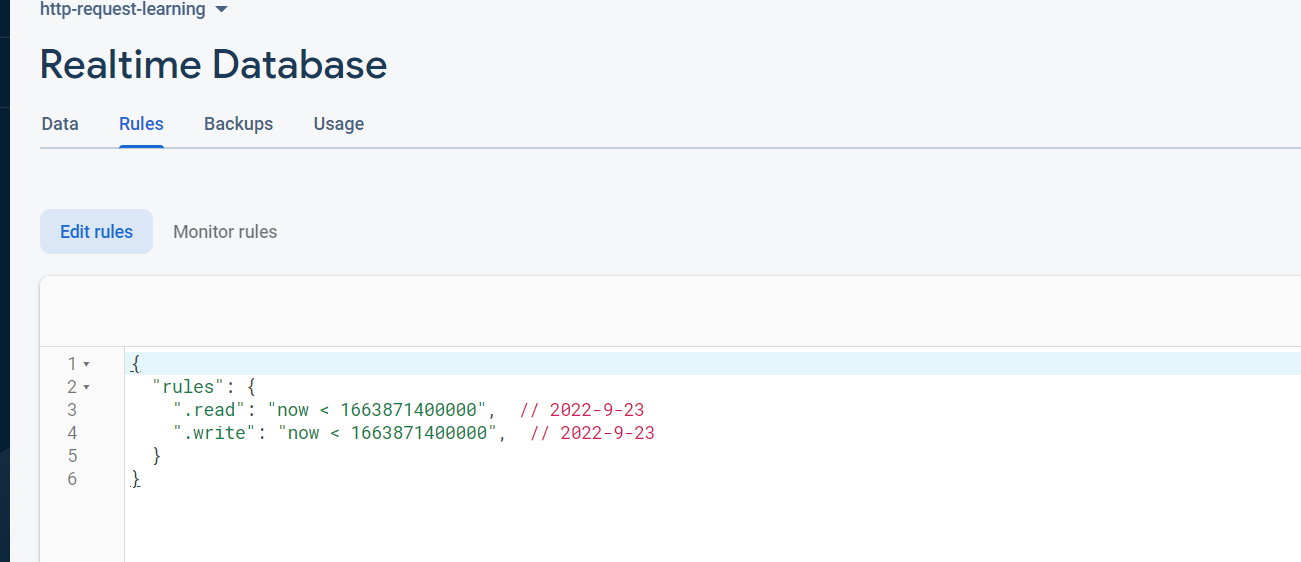 http-request-learning
Realtime Database
Data Rules Backups Usage
Edit rules Monitor rules
1 {
2 "rules": {
3 ".read": "now < 1663871400000", // 2022-9-23
4 ".write": "now < 1663871400000", // 2022-9-23
5 }
6 }